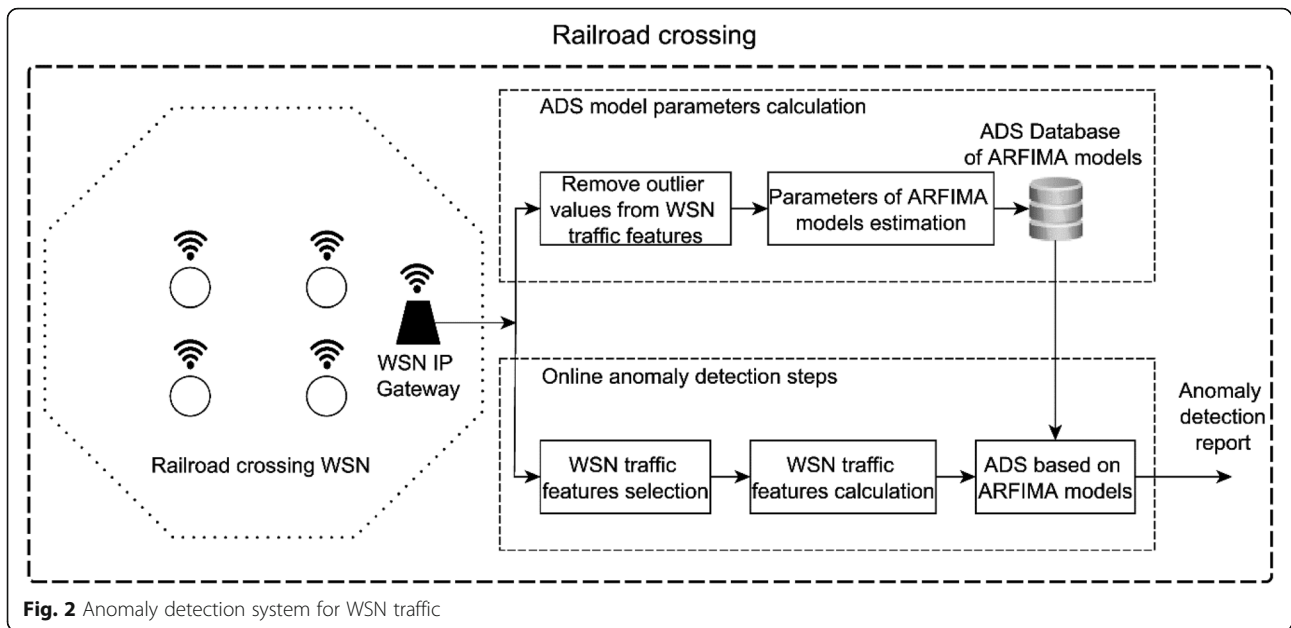 Railroad crossing
ADS model parameters calculation
ADS Database
of ARFIMA models
Remove outlier
values from WSN
traffic features
Parameters of ARFIMA
models estimation
WSN IP
Gateway
Railroad crossing WSN
Online anomaly detection steps
WSN traffic
features selection
WSN traffic
features calculation
ADS based on
ARFIMA models
Anomaly
detection
report
Fig. 2 Anomaly detection system for WSN traffic